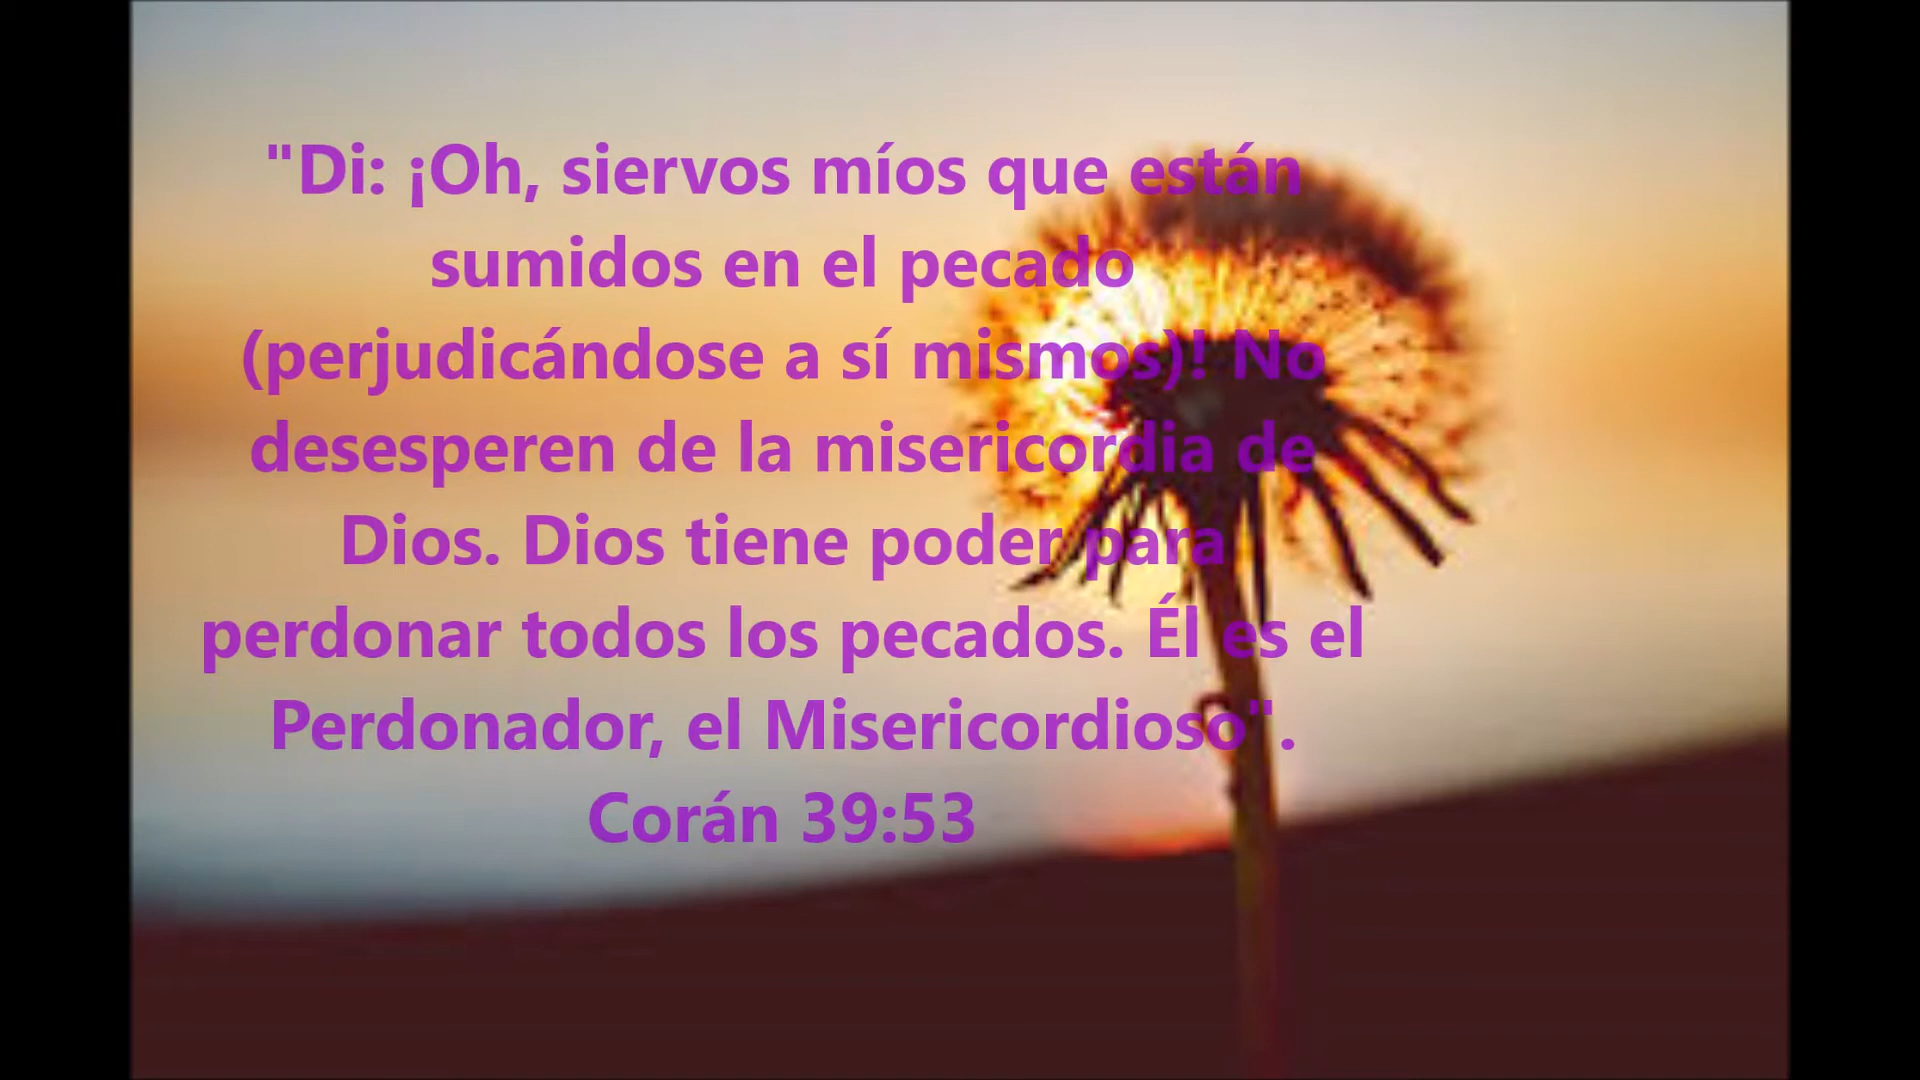 "Di: ¡Oh, siervos míos que están
sumidos en el pecado
(perjudicándose a sí mismos)! No
desesperen de la misericordia de
Dios. Dios tiene poder para
perdonar todos los pecados. Él es el
Perdonador, el Misericordioso".
Corán 39:53